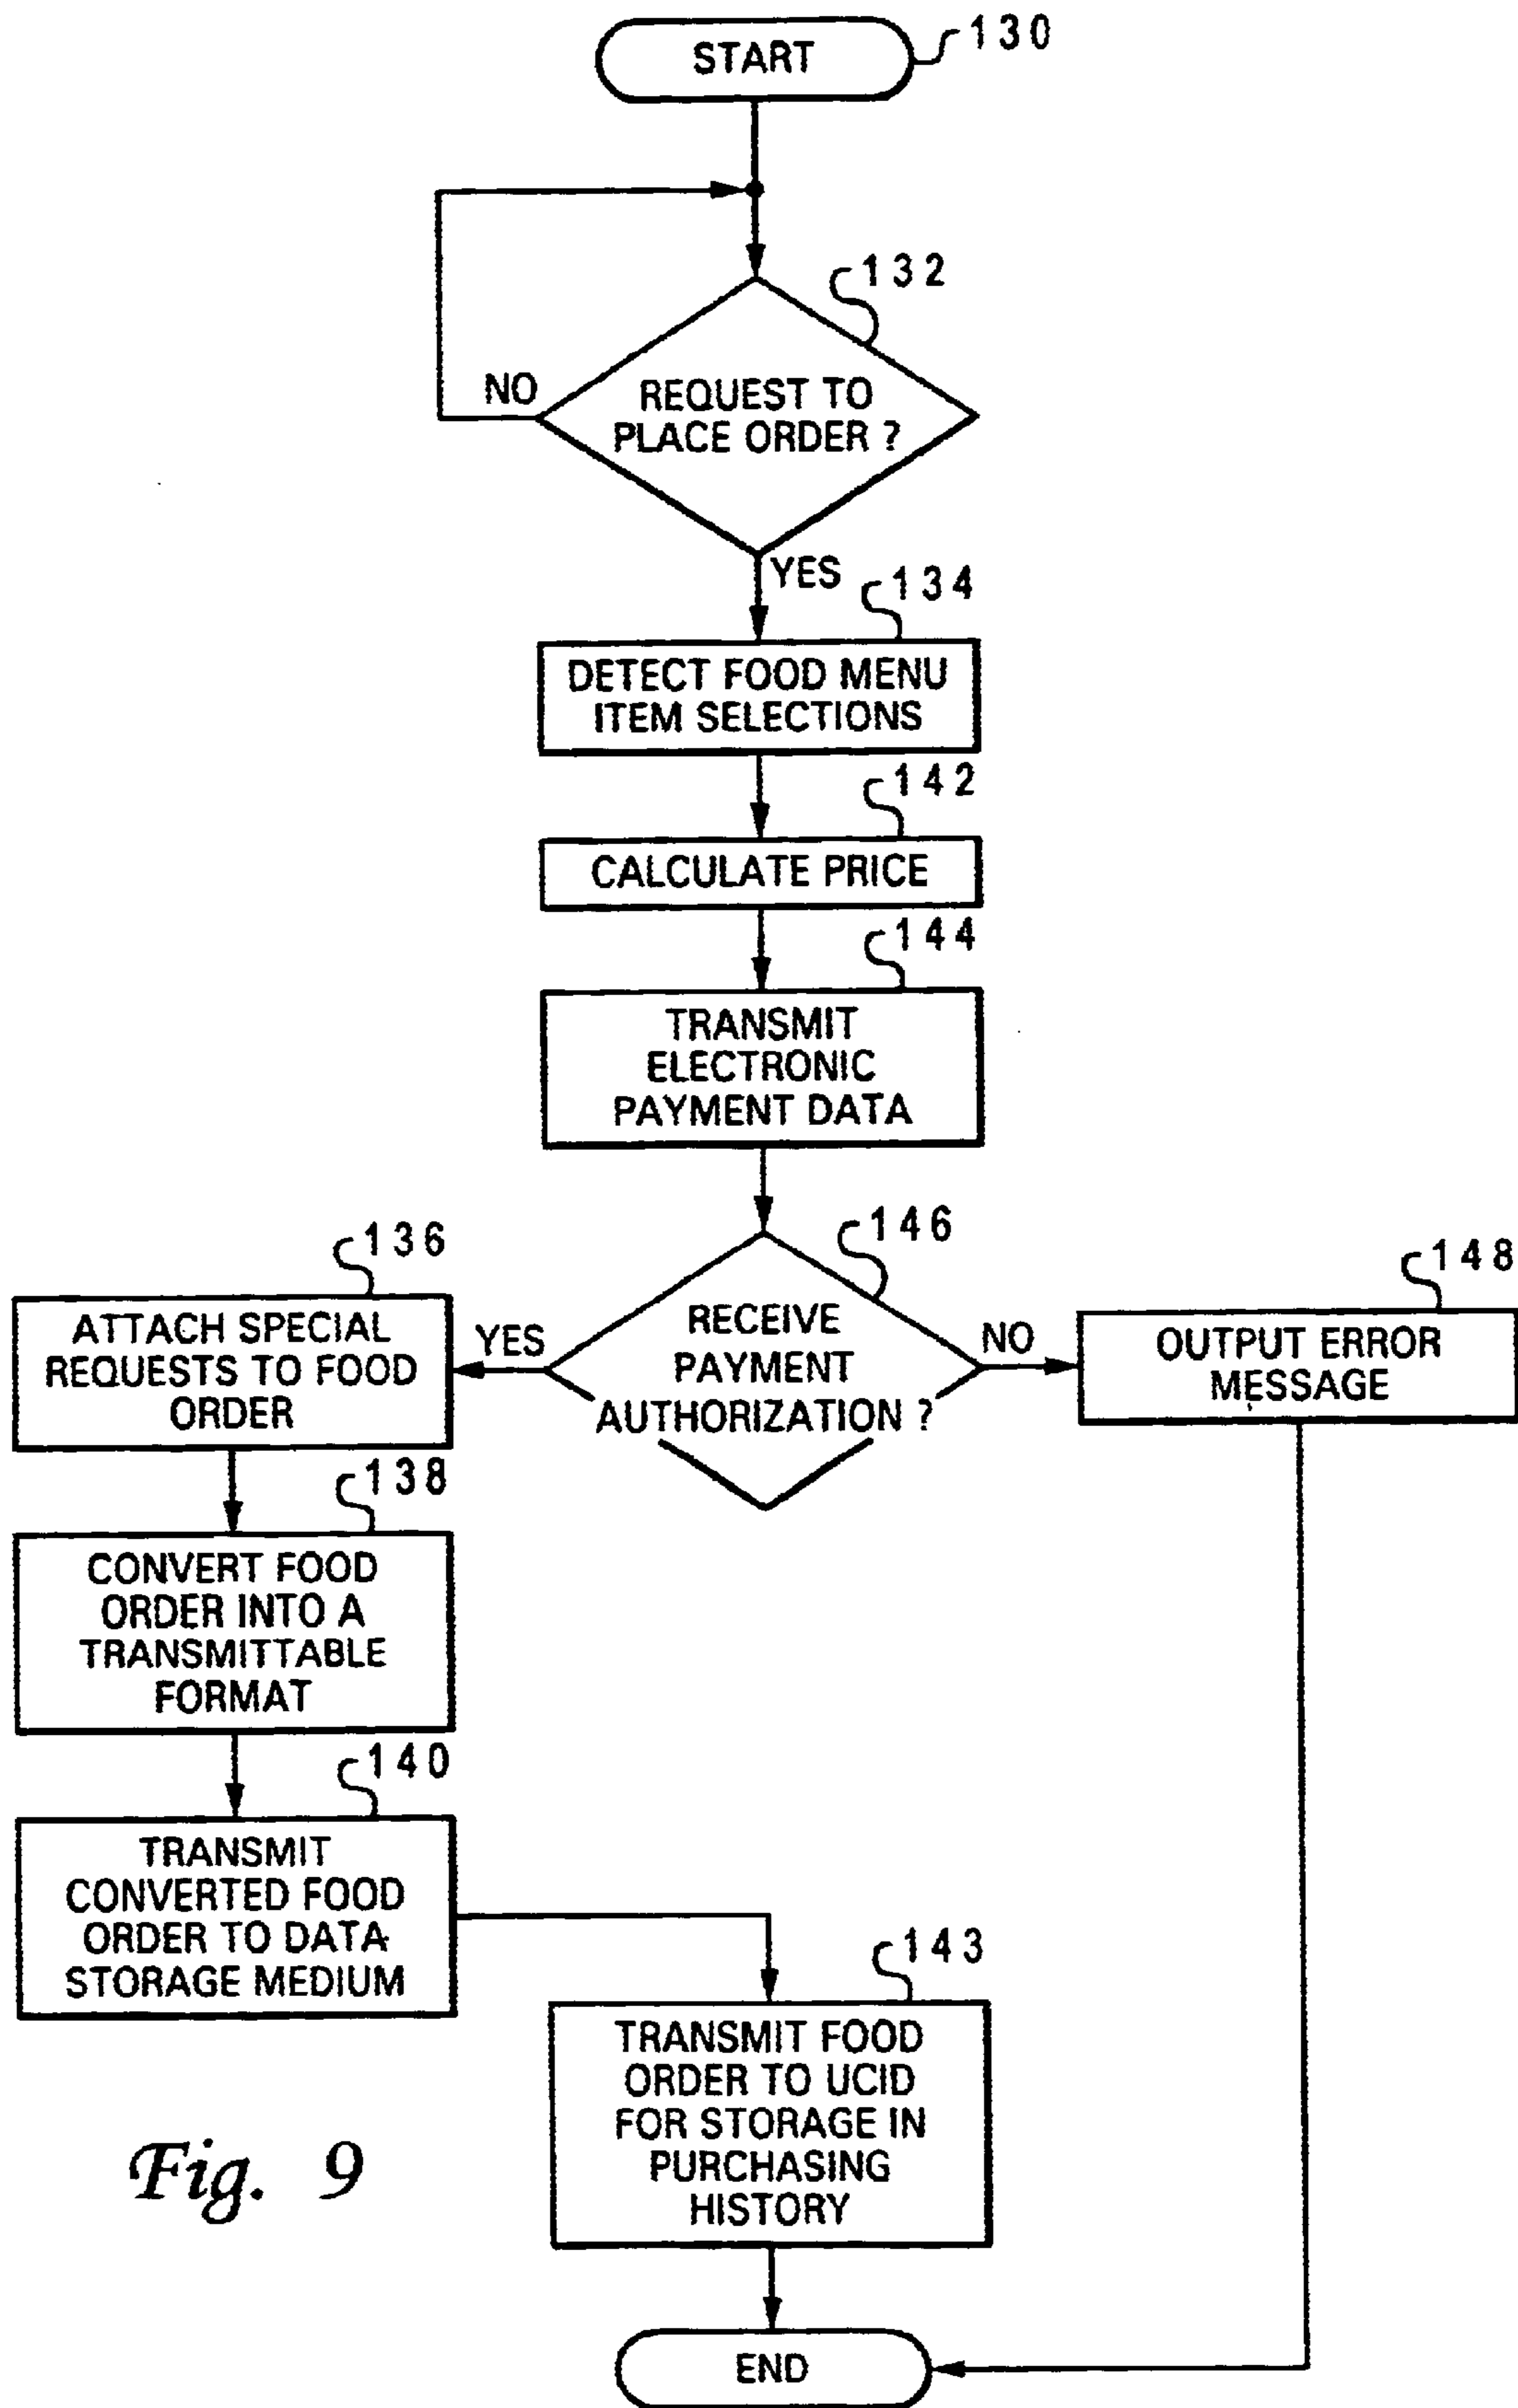 START
130
132
NO
REQUEST TO
PLACE ORDER ?
YES
134
DETECT FOOD MENU
ITEM SELECTIONS
142
CALCULATE PRICE
144
TRANSMIT
ELECTRONIC
PAYMENT DATA
146
RECEIVE
PAYMENT
AUTHORIZATION ?
YES
NO
136
ATTACH SPECIAL
REQUESTS TO FOOD
ORDER
148
OUTPUT ERROR
MESSAGE
138
CONVERT FOOD
ORDER INTO A
TRANSMITTABLE
FORMAT
140
TRANSMIT
CONVERTED FOOD
ORDER TO DATA
STORAGE MEDIUM
143
TRANSMIT FOOD
ORDER TO UCID
FOR STORAGE IN
PURCHASING
HISTORY
END
Fig. 9